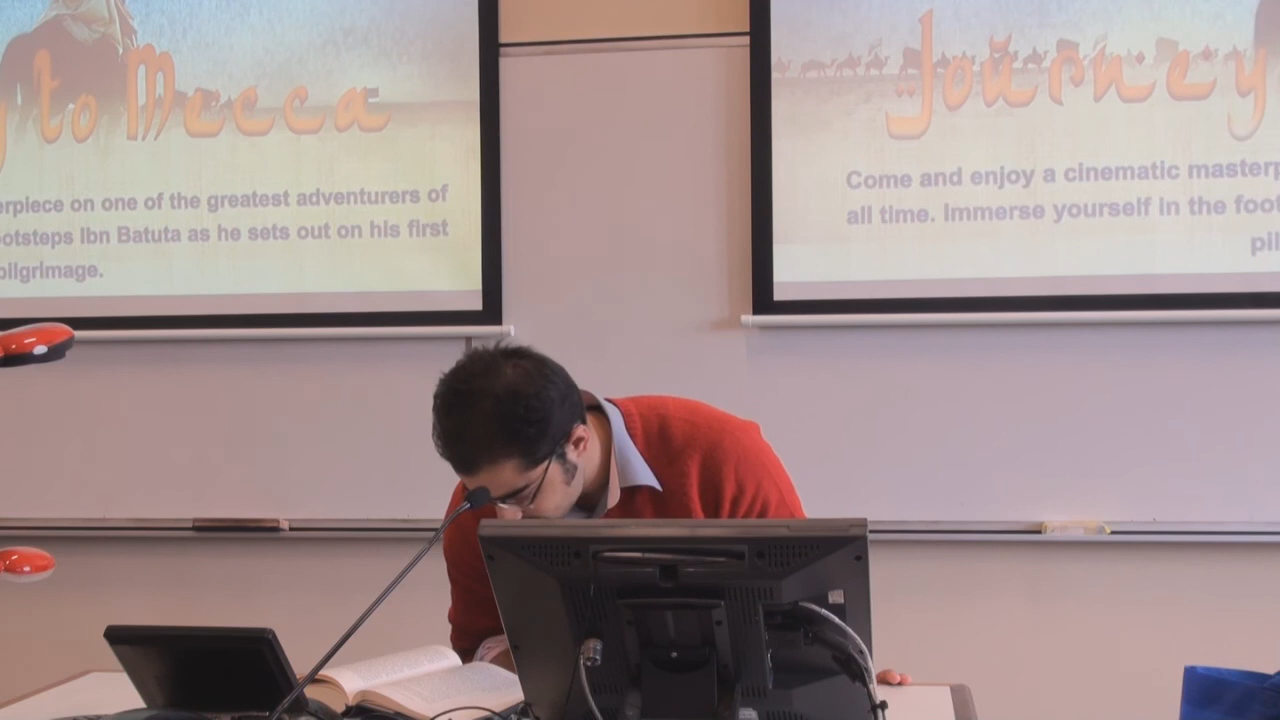 to Mecca
erpiece on one of the greatest adventurers of
otsteps Ibn Batuta as he sets out on his first
pilgrimage.
Journey
Come and enjoy a cinematic masterp
all time. Immerse yourself in the foot
pil